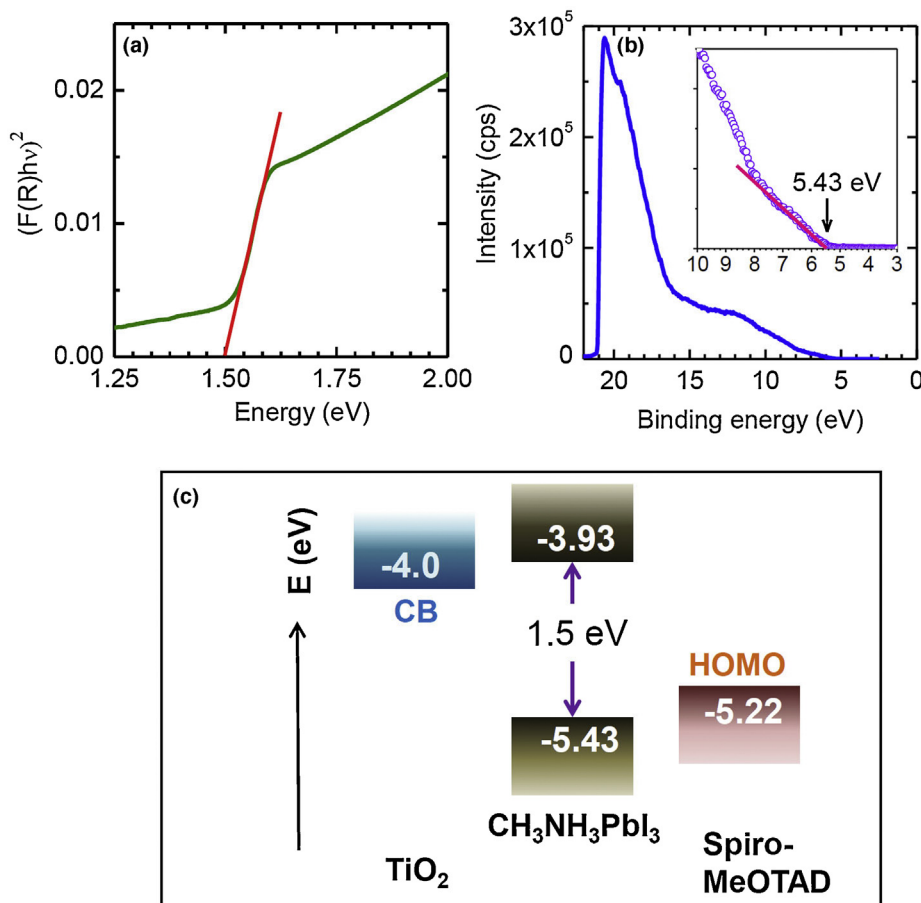 (a)
0.02
0.01
0.00
(F(R)hν)²
1.25 1.50 1.75 2.00
Energy (eV)
(b)
3x10⁵
2x10⁵
1x10⁵
0
Intensity (cps)
5.43 eV
10 9 8 7 6 5 4 3
20 15 10 5 0
Binding energy (eV)
(c)
E (eV)
-4.0
CB
-3.93
1.5 eV
HOMO
-5.22
-5.43
CH₃NH₃PbI₃
TiO₂
Spiro-
MeOTAD